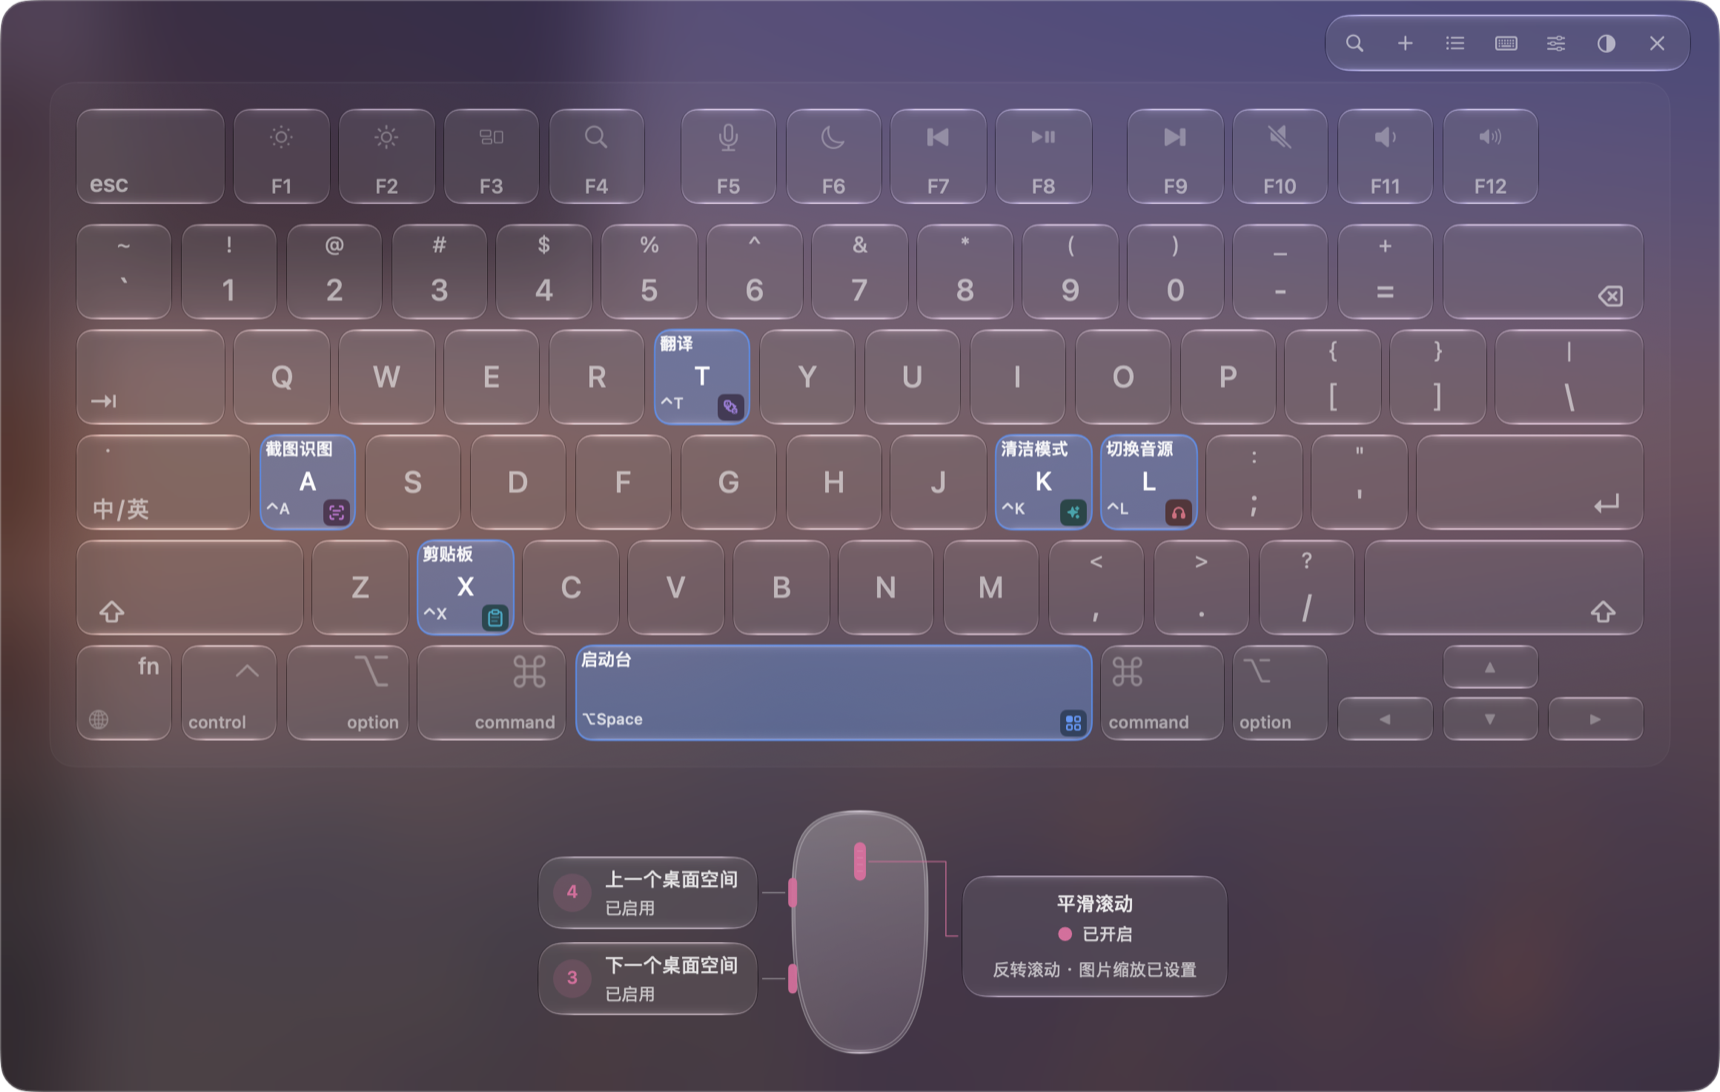 esc
F1
F2
F3
F4
F5
F6
F7
F8
F9
F10
F11
F12
~
`
!
1
@
2
#
3
$
4
%
5
^
6
&
7
*
8
(
9
)
0
_
-
+
=
Q
W
E
R
翻译
T
^T
Y
U
I
O
P
{
[
}
]
|
\
·
中/英
截图识图
A
^A
S
D
F
G
H
J
清洁模式
K
^K
切换音源
L
^L
:
;
"
'
Z
剪贴板
X
^X
C
V
B
N
M
<
,
>
.
?
/
fn
control
⌥
option
⌘
command
启动台
⌥Space
⌘
command
⌥
option
4
上一个桌面空间
已启用
3
下一个桌面空间
已启用
平滑滚动
已开启
反转滚动 · 图片缩放已设置